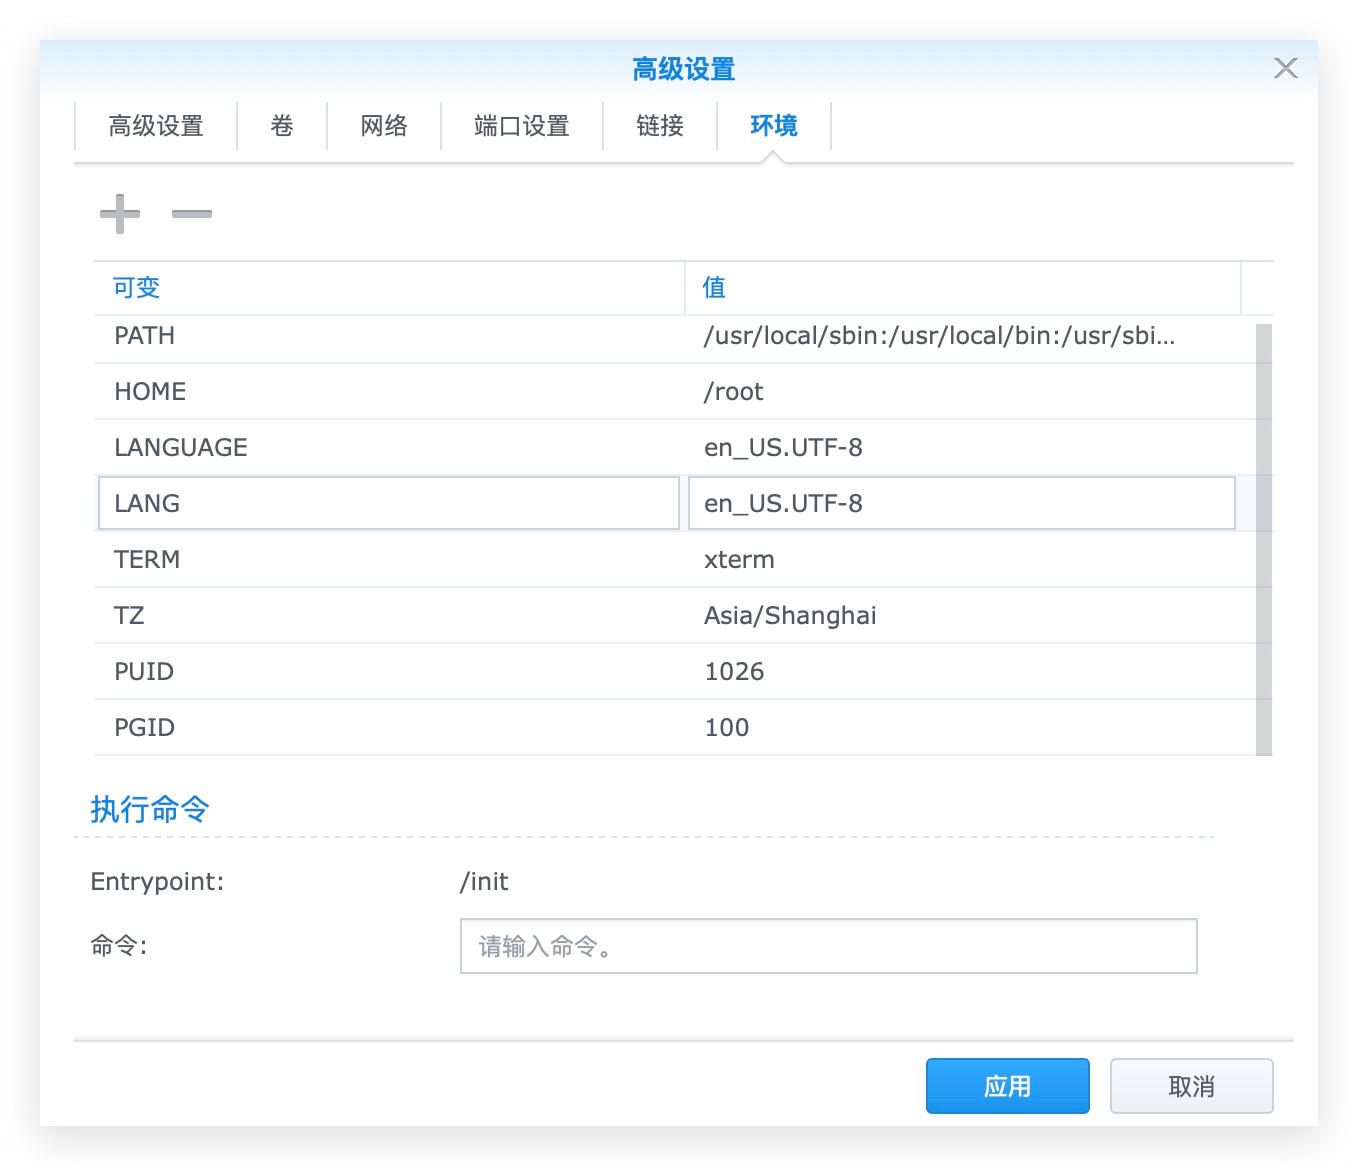 高级设置
高级设置 卷 网络 端口设置 链接 环境
可变 值
PATH /usr/local/sbin:/usr/local/bin:/usr/sbi...
HOME /root
LANGUAGE en_US.UTF-8
LANG en_US.UTF-8
TERM xterm
TZ Asia/Shanghai
PUID 1026
PGID 100
执行命令
Entrypoint: /init
命令: 请输入命令。
应用 取消